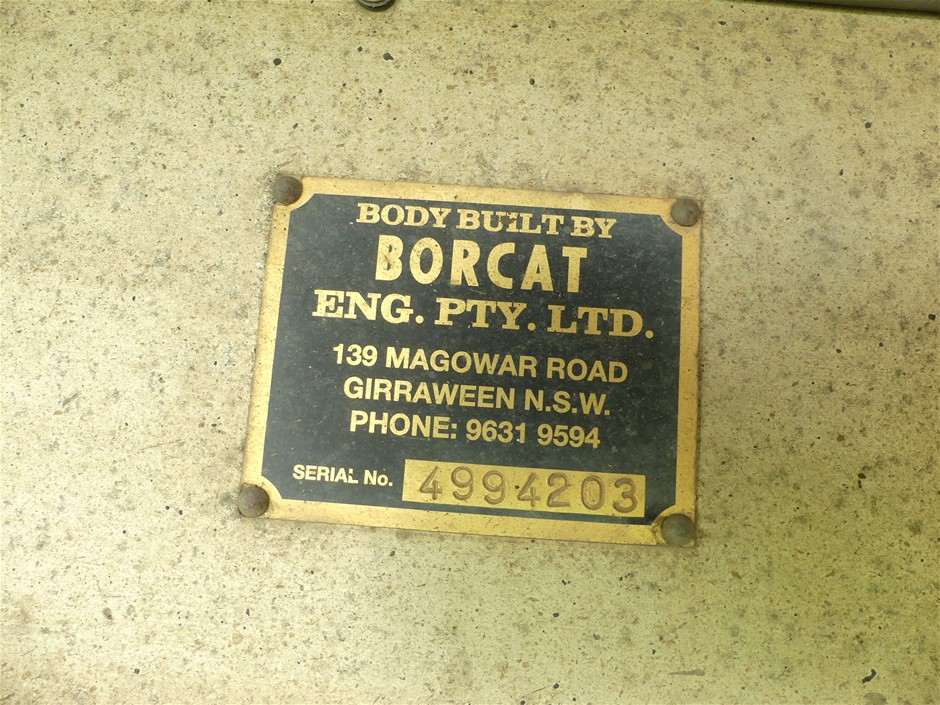 BODY BUILT BY
BORCAT
ENG. PTY. LTD.
139 MAGOWAR ROAD
GIRRAWEEN N.S.W.
PHONE: 9631 9594
SERIAL No. 4994203